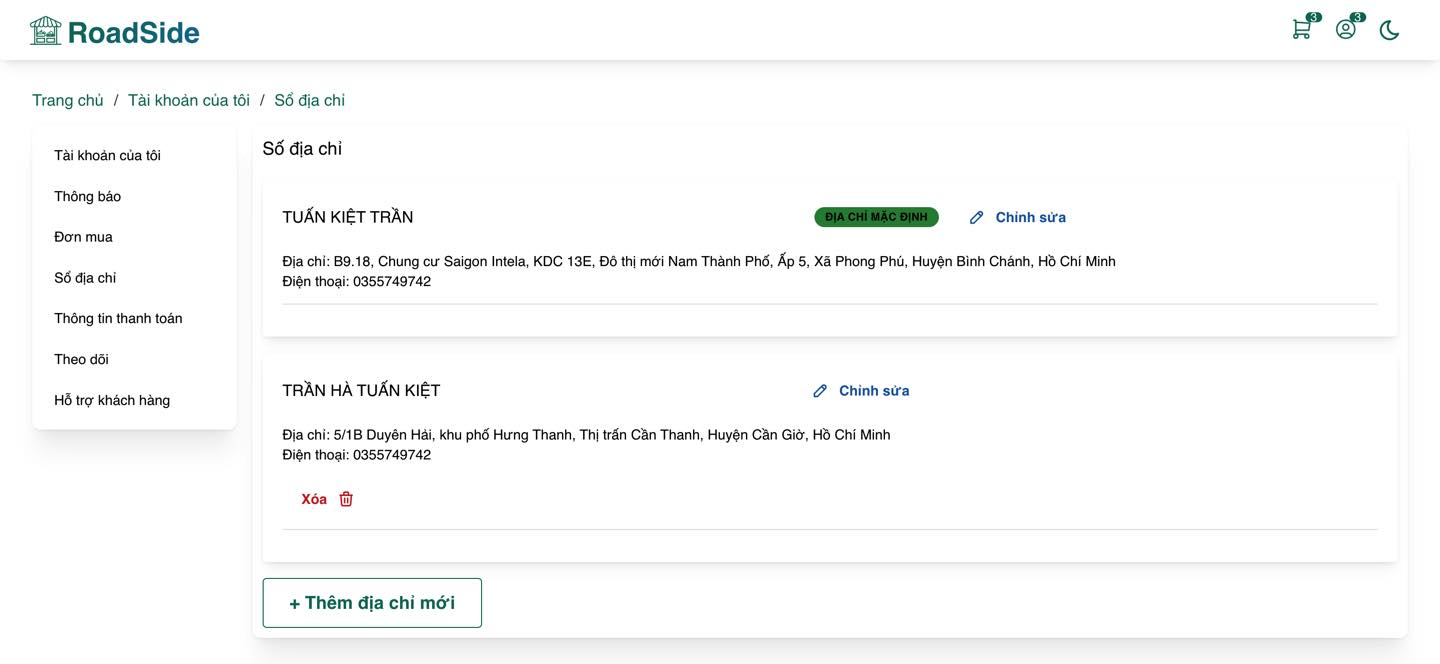 RoadSide
3
3
Trang chủ / Tài khoản của tôi / Sổ địa chỉ
Tài khoản của tôi
Thông báo
Đơn mua
Sổ địa chỉ
Thông tin thanh toán
Theo dõi
Hỗ trợ khách hàng
Số địa chỉ
TUẤN KIỆT TRẦN
ĐỊA CHỈ MẶC ĐỊNH
Chỉnh sửa
Địa chỉ: B9.18, Chung cư Saigon Intela, KDC 13E, Đô thị mới Nam Thành Phố, Ấp 5, Xã Phong Phú, Huyện Bình Chánh, Hồ Chí Minh
Điện thoại: 0355749742
TRẦN HÀ TUẤN KIỆT
Chỉnh sửa
Địa chỉ: 5/1B Duyên Hải, khu phố Hưng Thạnh, Thị trấn Cần Thạnh, Huyện Cần Giờ, Hồ Chí Minh
Điện thoại: 0355749742
Xóa
+ Thêm địa chỉ mới